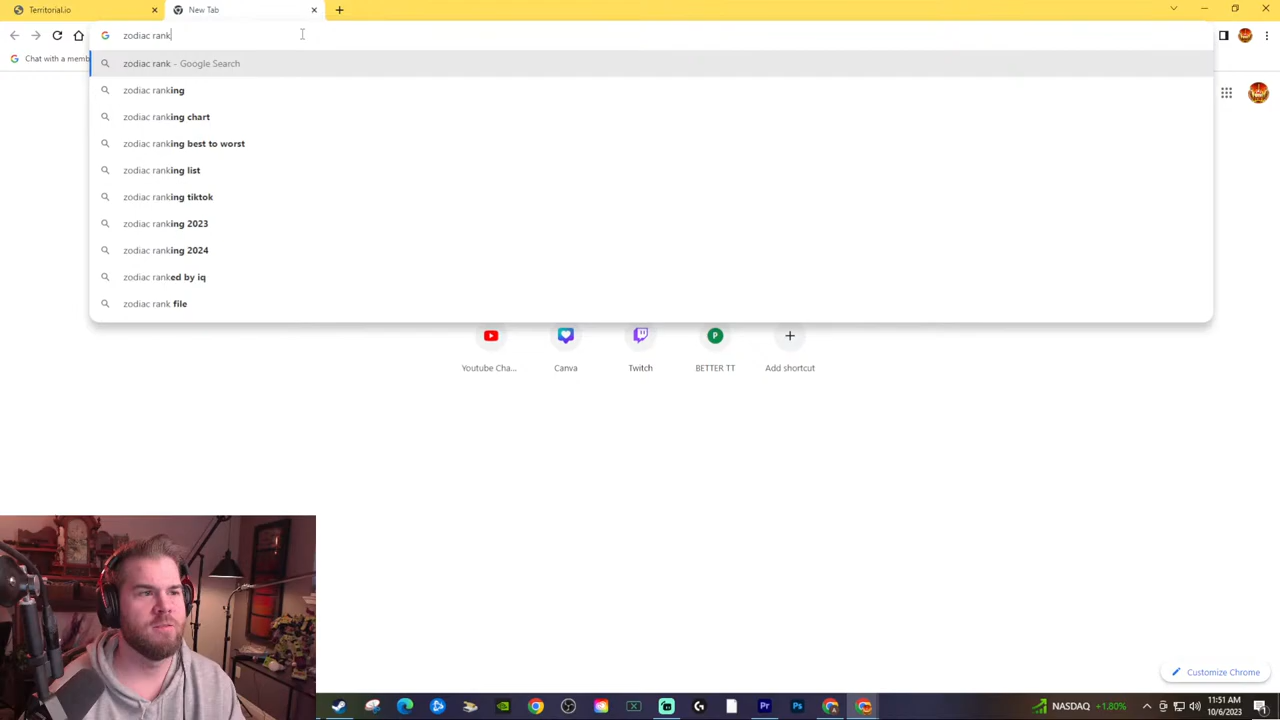 Territorial.io
New Tab
zodiac rank
Chat with a memb
zodiac rank - Google Search
zodiac ranking
zodiac ranking chart
zodiac ranking best to worst
zodiac ranking list
zodiac ranking tiktok
zodiac ranking 2023
zodiac ranking 2024
zodiac ranked by iq
zodiac rank file
Youtube Cha...
Canva
Twitch
P
BETTER TT
Add shortcut
Customize Chrome
NASDAQ +1.80%
11:51 AM
10/6/2023